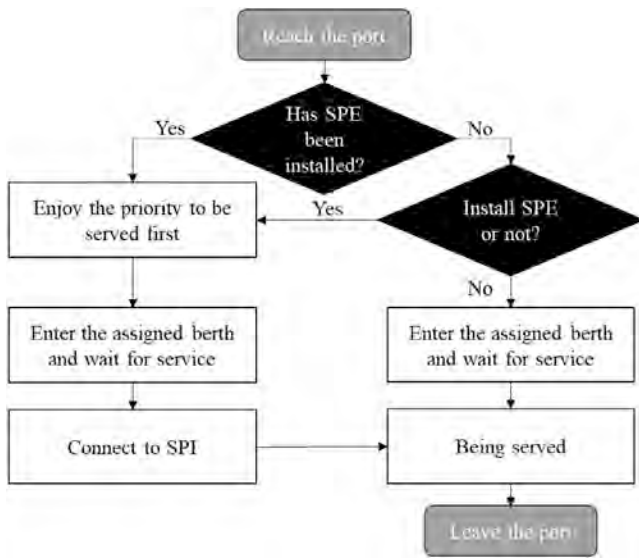 Reach the port
Has SPE
been
installed?
Yes
No
Enjoy the priority to be
served first
Yes
Install SPE
or not?
No
Enter the assigned berth
and wait for service
Enter the assigned berth
and wait for service
Connect to SPI
Being served
Leave the port